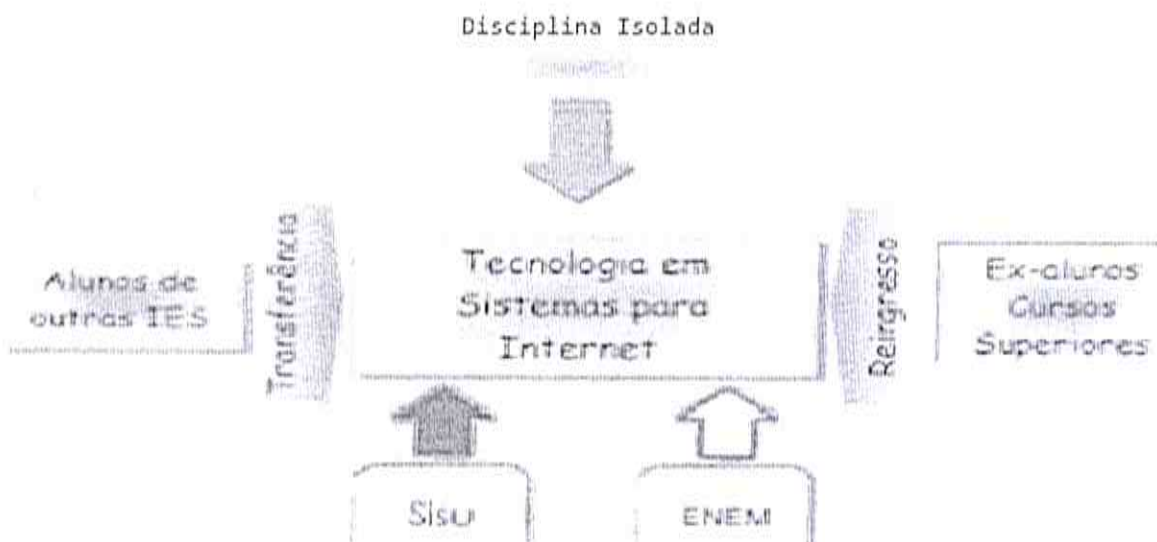 Disciplina Isolada
Transferência
Alunos de
outras IES
Tecnologia em
Sistemas para
Internet
Reingresso
Ex-alunos
Cursos
Superiores
SisU
ENEM